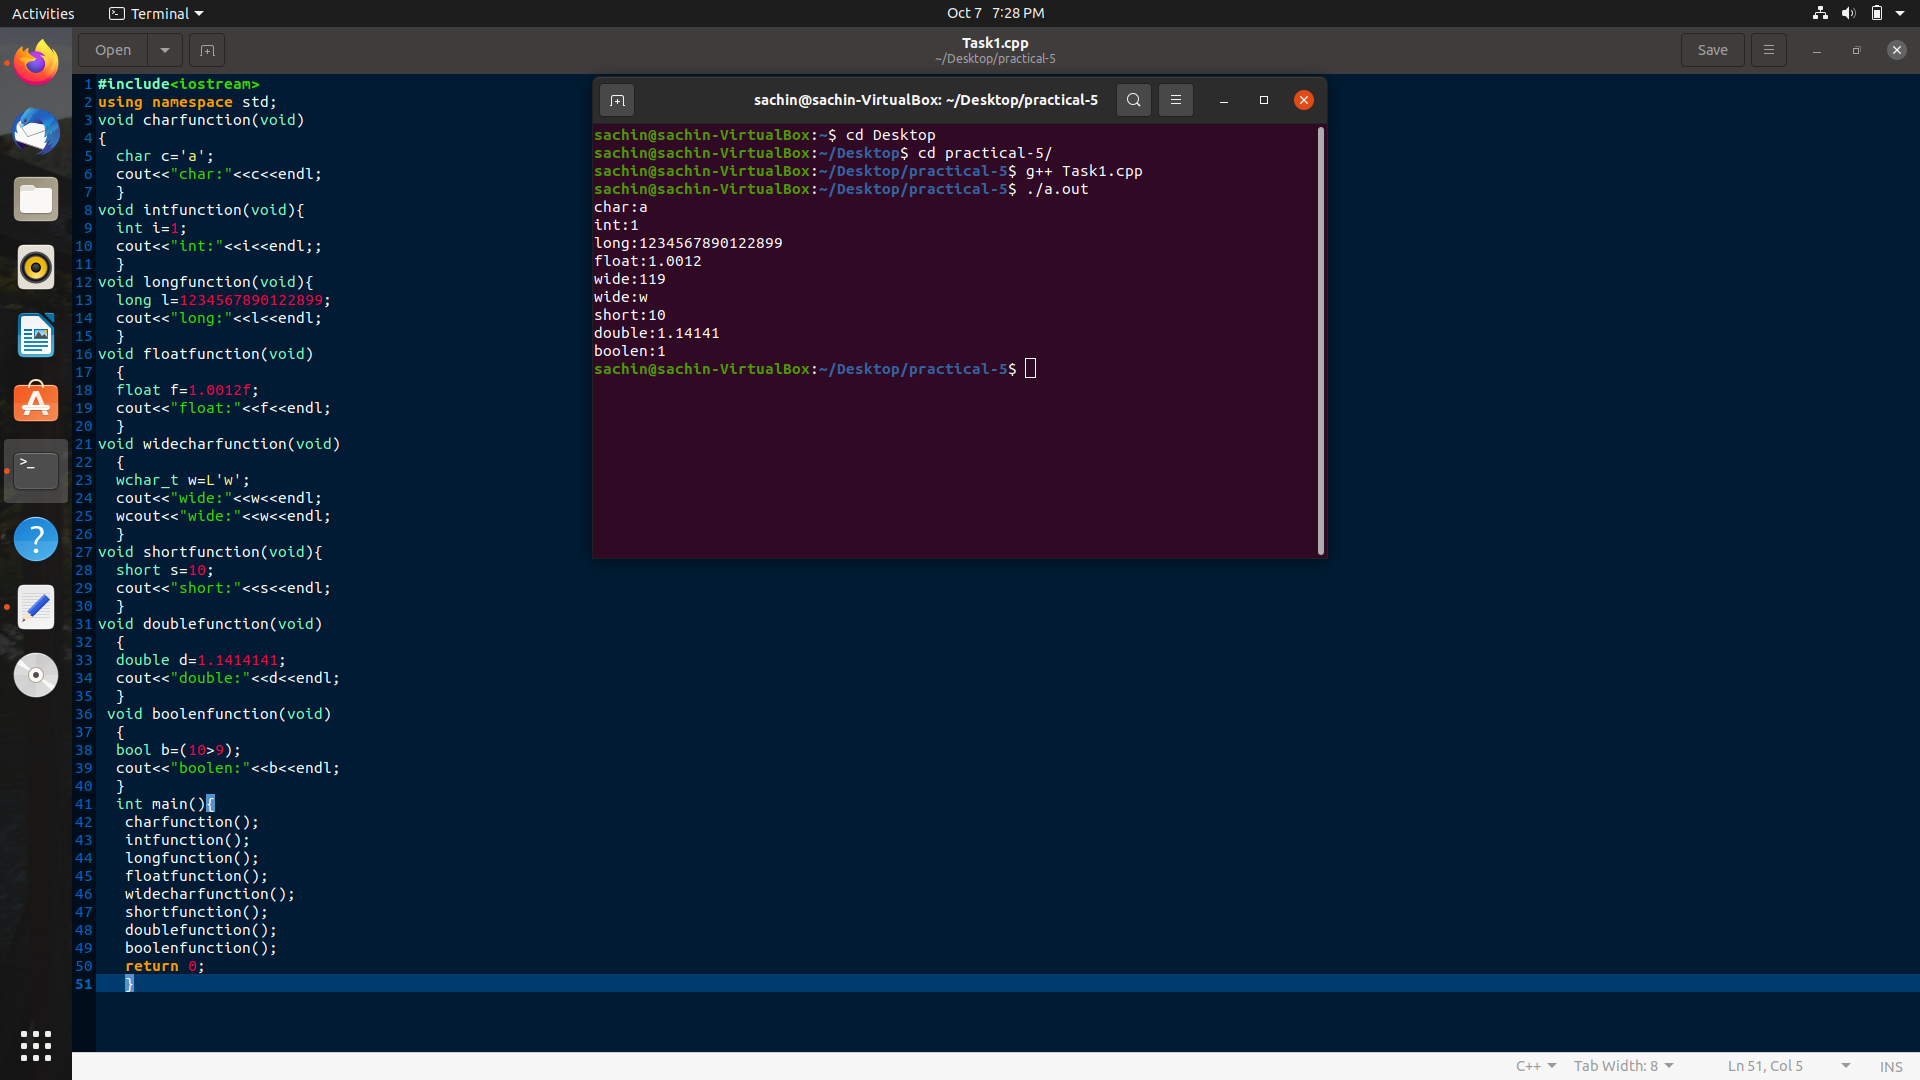 Activities
Terminal
Oct 7 7:28 PM
Open
Task1.cpp
~/Desktop/practical-5
Save
1 #include<iostream>
2 using namespace std;
3 void charfunction(void)
4 {
5 char c='a';
6 cout<<"char:"<<c<<endl;
7 }
8 void intfunction(void){
9 int i=1;
10 cout<<"int:"<<i<<endl;;
11 }
12 void longfunction(void){
13 long l=1234567890122899;
14 cout<<"long:"<<l<<endl;
15 }
16 void floatfunction(void)
17 {
18 float f=1.0012f;
19 cout<<"float:"<<f<<endl;
20 }
21 void widecharfunction(void)
22 {
23 wchar_t w=L'w';
24 cout<<"wide:"<<w<<endl;
25 wcout<<"wide:"<<w<<endl;
26 }
27 void shortfunction(void){
28 short s=10;
29 cout<<"short:"<<s<<endl;
30 }
31 void doublefunction(void)
32 {
33 double d=1.1414141;
34 cout<<"double:"<<d<<endl;
35 }
36 void boolenfunction(void)
37 {
38 bool b=(10>9);
39 cout<<"boolen:"<<b<<endl;
40 }
41 int main(){
42 charfunction();
43 intfunction();
44 longfunction();
45 floatfunction();
46 widecharfunction();
47 shortfunction();
48 doublefunction();
49 boolenfunction();
50 return 0;
51 }
sachin@sachin-VirtualBox: ~/Desktop/practical-5
sachin@sachin-VirtualBox:~$ cd Desktop
sachin@sachin-VirtualBox:~/Desktop$ cd practical-5/
sachin@sachin-VirtualBox:~/Desktop/practical-5$ g++ Task1.cpp
sachin@sachin-VirtualBox:~/Desktop/practical-5$ ./a.out
char:a
int:1
long:1234567890122899
float:1.0012
wide:119
wide:w
short:10
double:1.14141
boolen:1
sachin@sachin-VirtualBox:~/Desktop/practical-5$
C++
Tab Width: 8
Ln 51, Col 5
INS